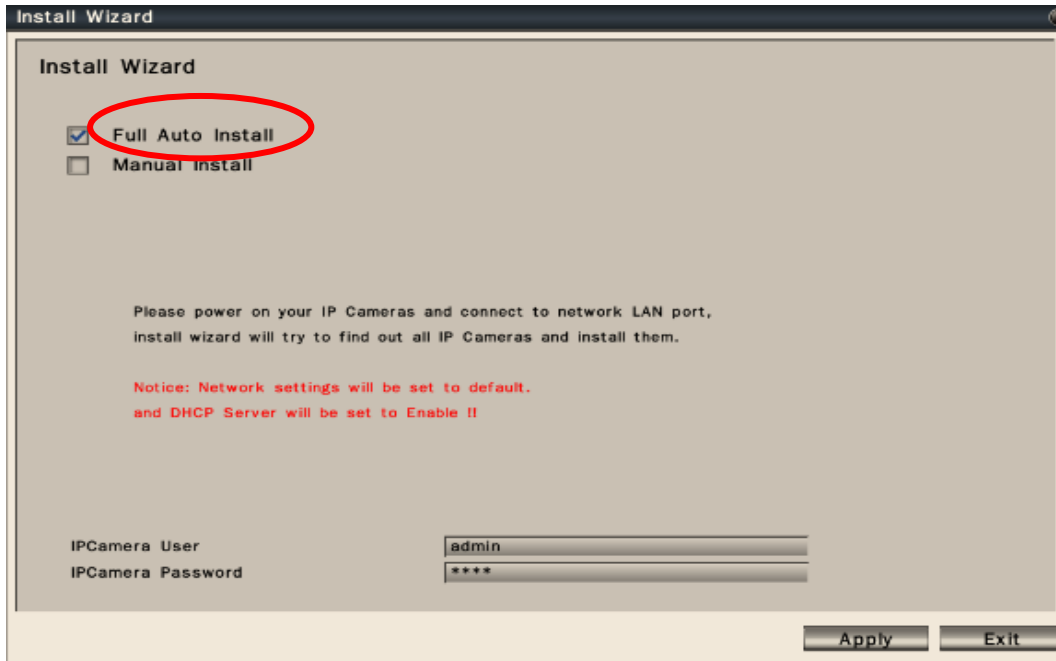 Install Wizard
Install Wizard
Full Auto Install
Manual Install
Please power on your IP Cameras and connect to network LAN port,
install wizard will try to find out all IP Cameras and install them.
Notice: Network settings will be set to default.
and DHCP Server will be set to Enable !!
IPCamera User admin
IPCamera Password ****
Apply Exit